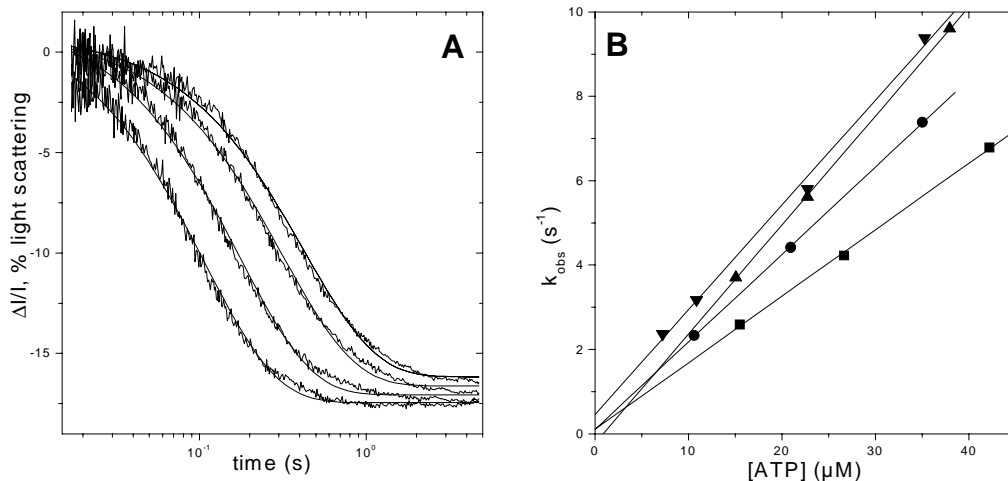 A
0
-5
-10
-15
ΔI/I, % light scattering
10⁻¹
10⁰
time (s)
B
10
8
6
4
2
0
k_obs (s⁻¹)
0
10
20
30
40
[ATP] (μM)